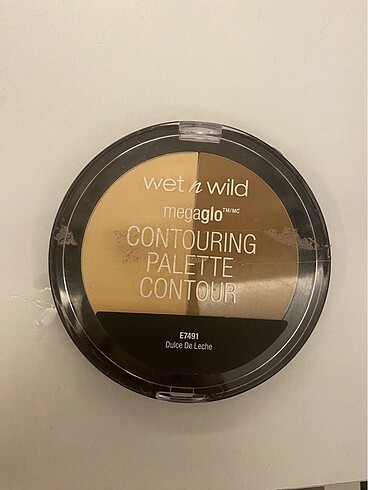 wet n wild
megaglo™/MC
CONTOURING
PALETTE
CONTOUR
E7491
Dulce De Leche